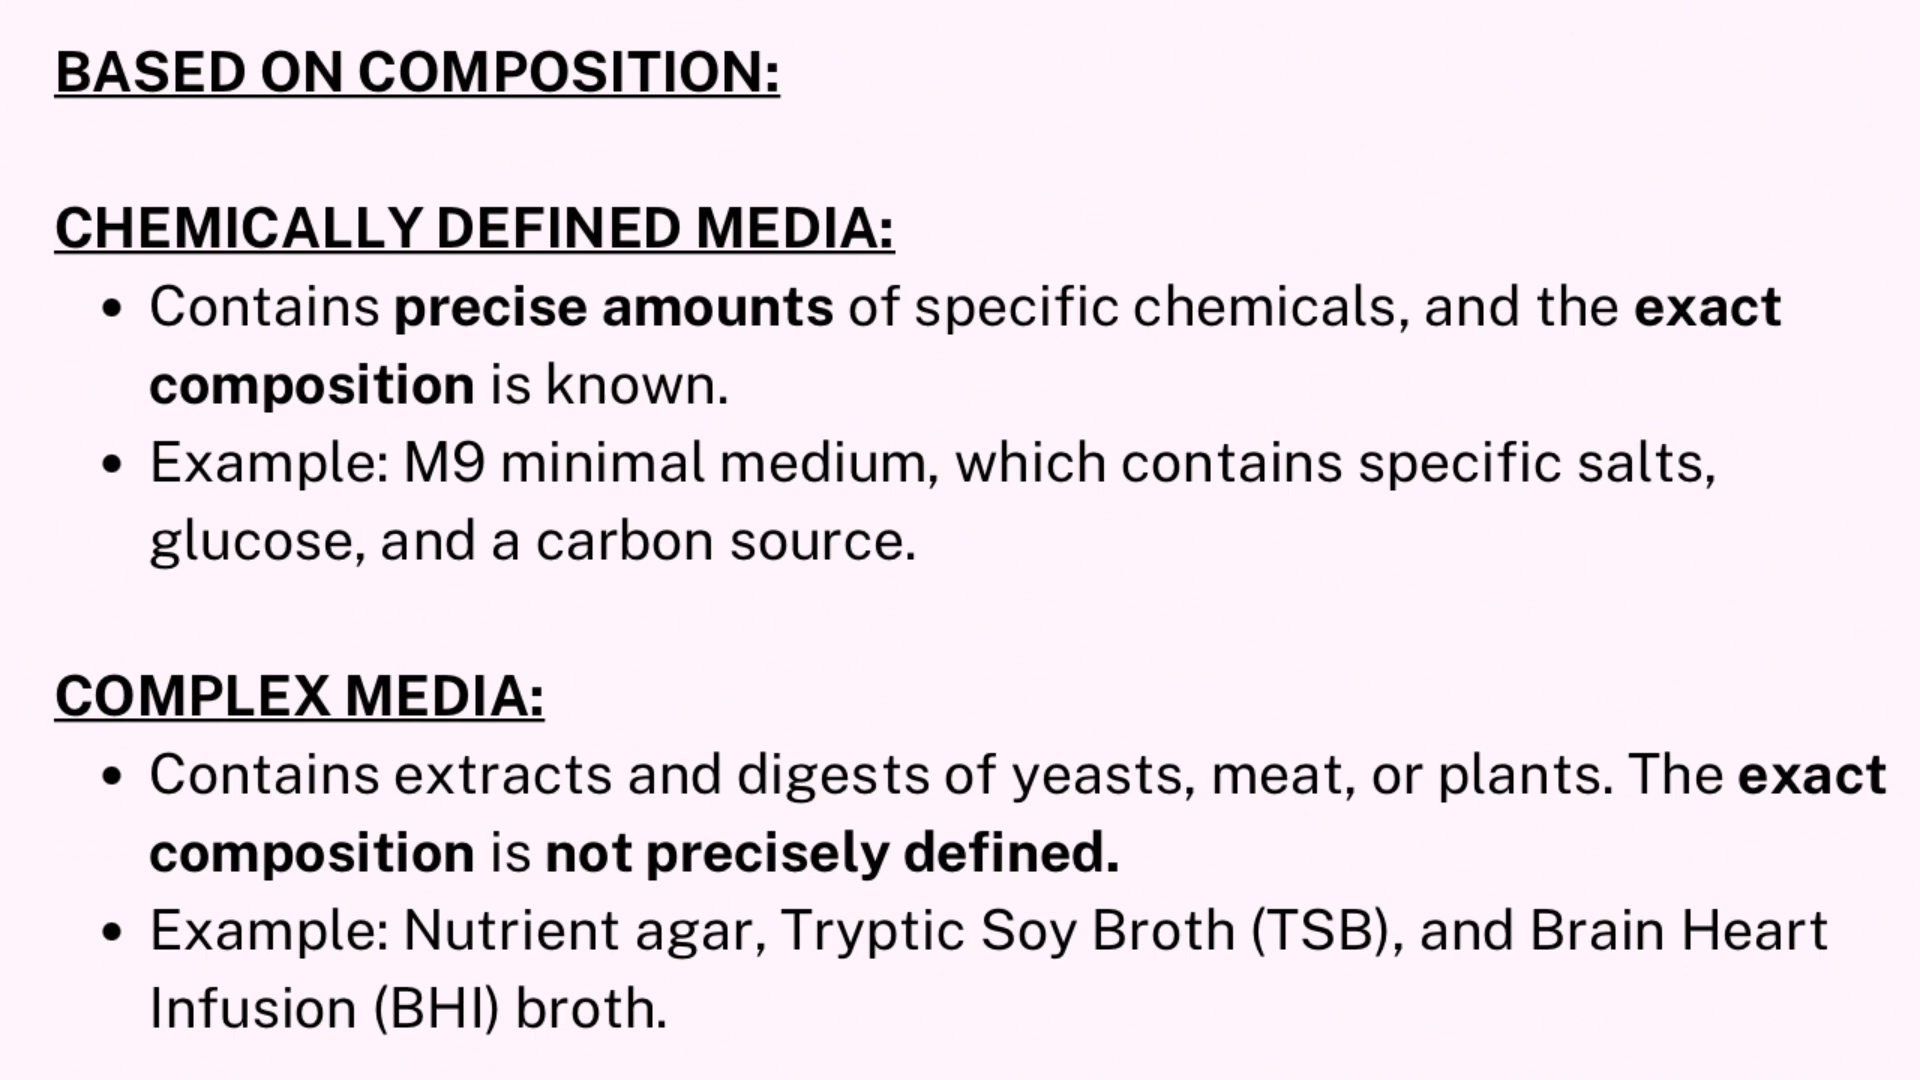 BASED ON COMPOSITION:
CHEMICALLY DEFINED MEDIA:
• Contains precise amounts of specific chemicals, and the exact
composition is known.
• Example: M9 minimal medium, which contains specific salts,
glucose, and a carbon source.
COMPLEX MEDIA:
• Contains extracts and digests of yeasts, meat, or plants. The exact
composition is not precisely defined.
• Example: Nutrient agar, Tryptic Soy Broth (TSB), and Brain Heart
Infusion (BHI) broth.